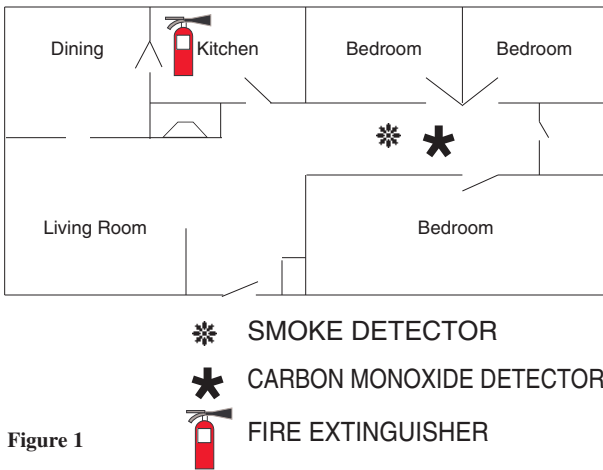 Dining
Kitchen
Bedroom
Bedroom
Living Room
Bedroom
SMOKE DETECTOR
CARBON MONOXIDE DETECTOR
FIRE EXTINGUISHER
Figure 1